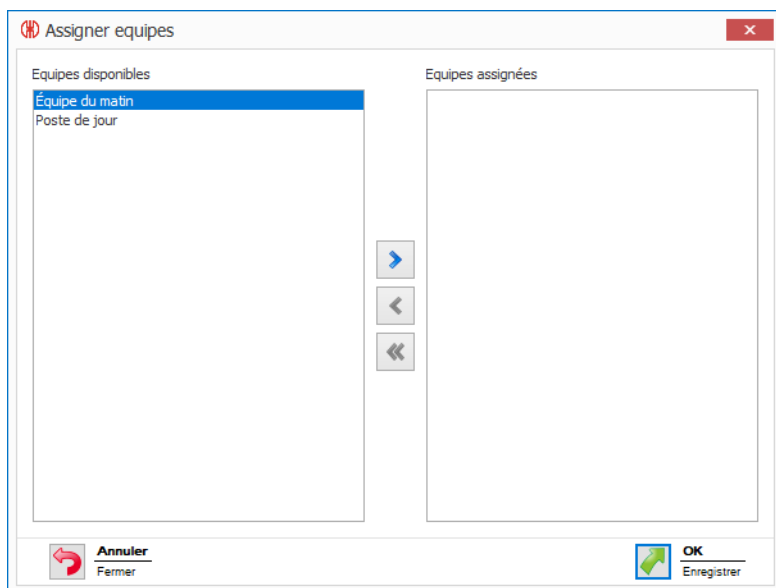 Assigner equipes
Equipes disponibles
Equipes assignées
Équipe du matin
Poste de jour
Annuler
Fermer
OK
Enregistrer